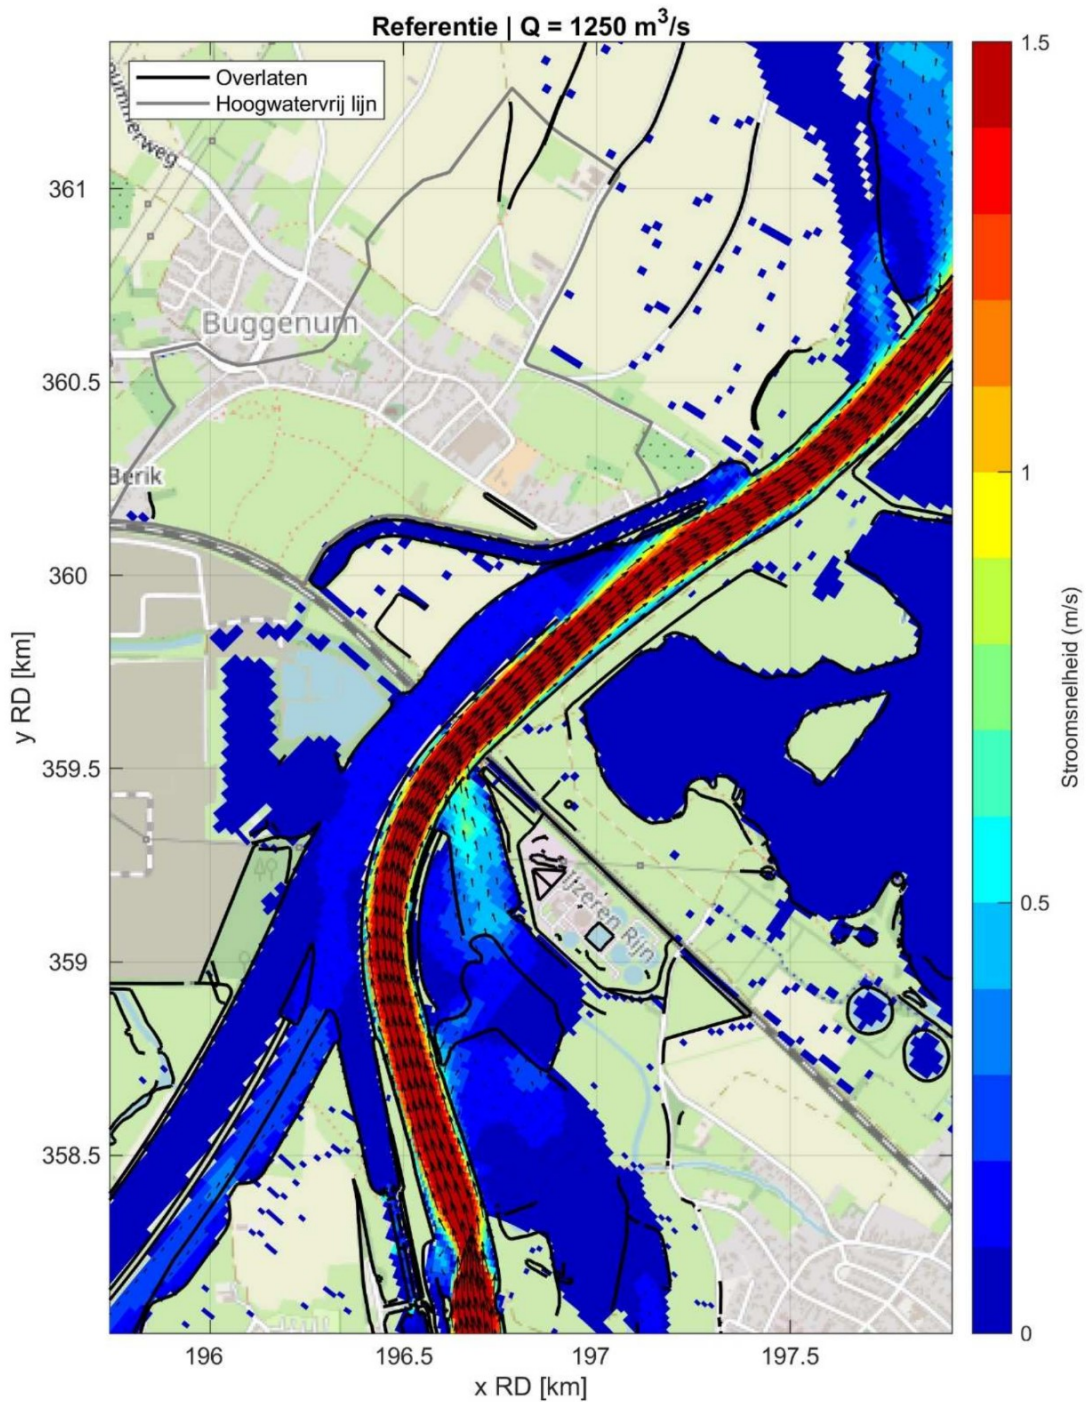 Referentie | Q = 1250 m³/s
Overlaten
Hoogwatervrij lijn
361
360.5
360
359.5
359
358.5
y RD [km]
Buggenum
Berik
IJzeren Rijn
196
196.5
197
197.5
x RD [km]
1.5
1
0.5
0
Stroomsnelheid (m/s)